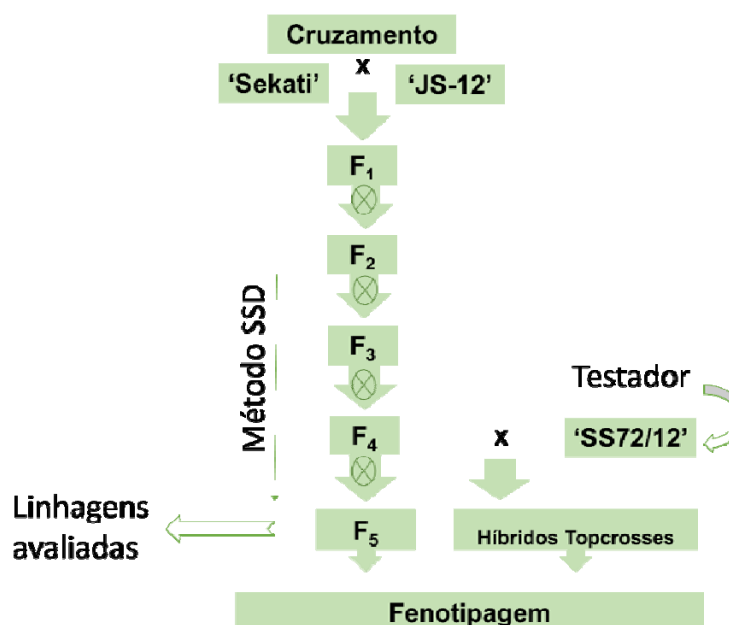 Cruzamento
x
‘Sekati’
‘JS-12’
F₁
F₂
Método SSD
F₃
Testador
F₄
x
‘SS72/12’
Linhagens
avaliadas
F₅
Híbridos Topcrosses
Fenotipagem